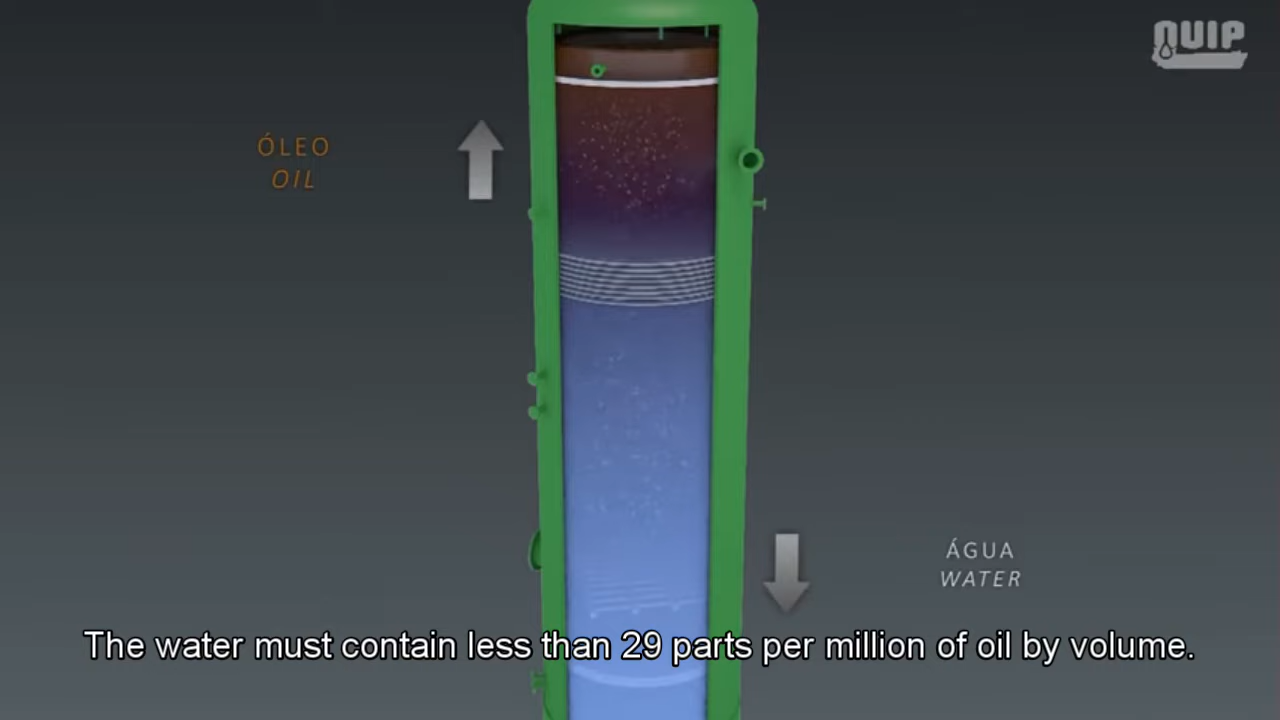 QUIP
ÓLEO
OIL
ÁGUA
WATER
The water must contain less than 29 parts per million of oil by volume.